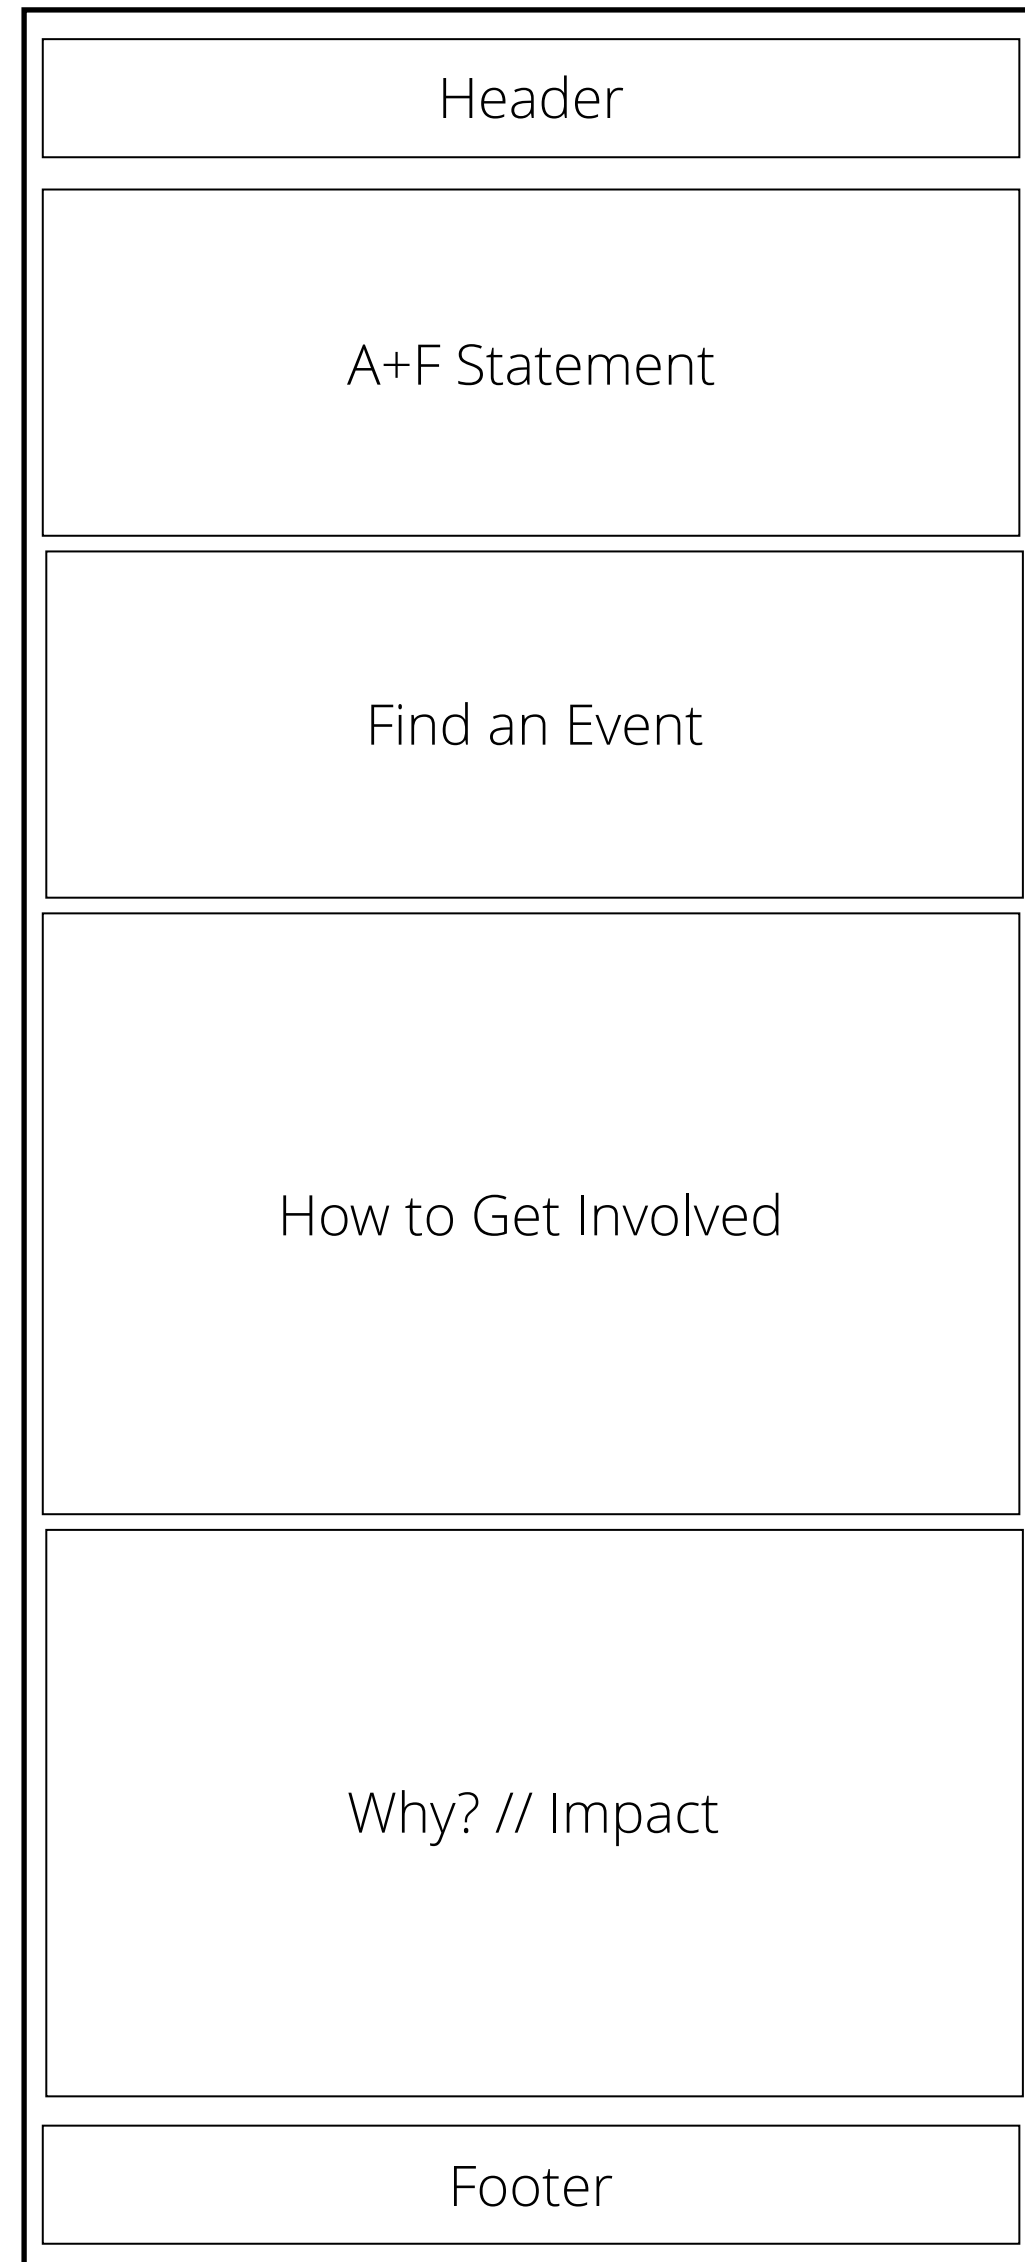 Header
A+F Statement
Find an Event
How to Get Involved
Why? // Impact
Footer